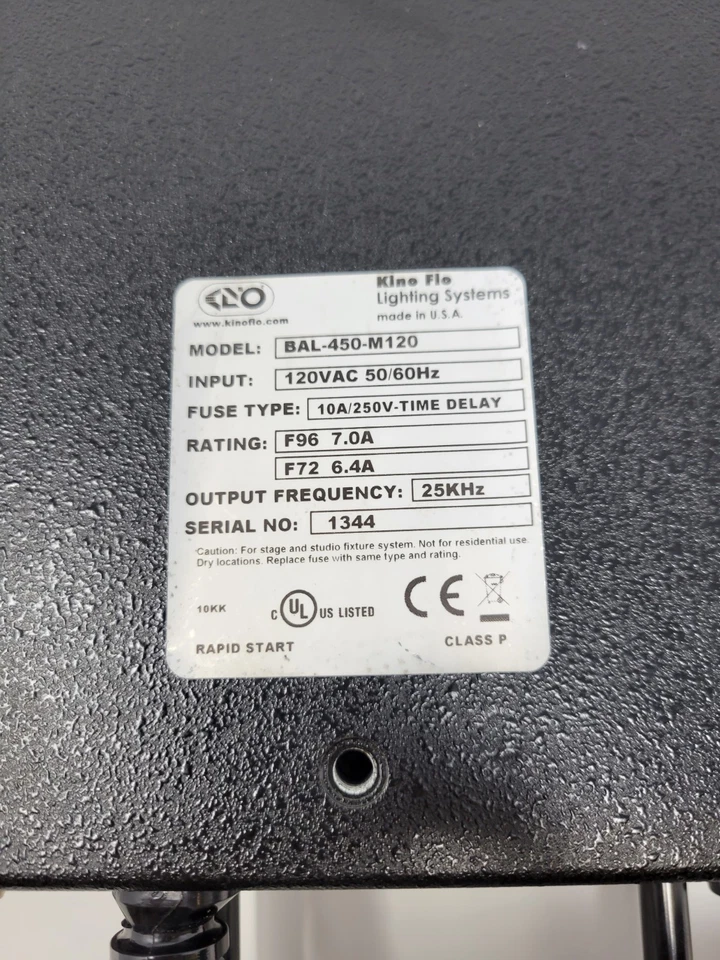 KINO
Kino Flo
Lighting Systems
www.kinoflo.com
made in U.S.A.
MODEL: BAL-450-M120
INPUT: 120VAC 50/60Hz
FUSE TYPE: 10A/250V-TIME DELAY
RATING: F96 7.0A
F72 6.4A
OUTPUT FREQUENCY: 25KHz
SERIAL NO: 1344
Caution: For stage and studio fixture system. Not for residential use.
Dry locations. Replace fuse with same type and rating.
10KK
C UL US LISTED
CE
RAPID START
CLASS P